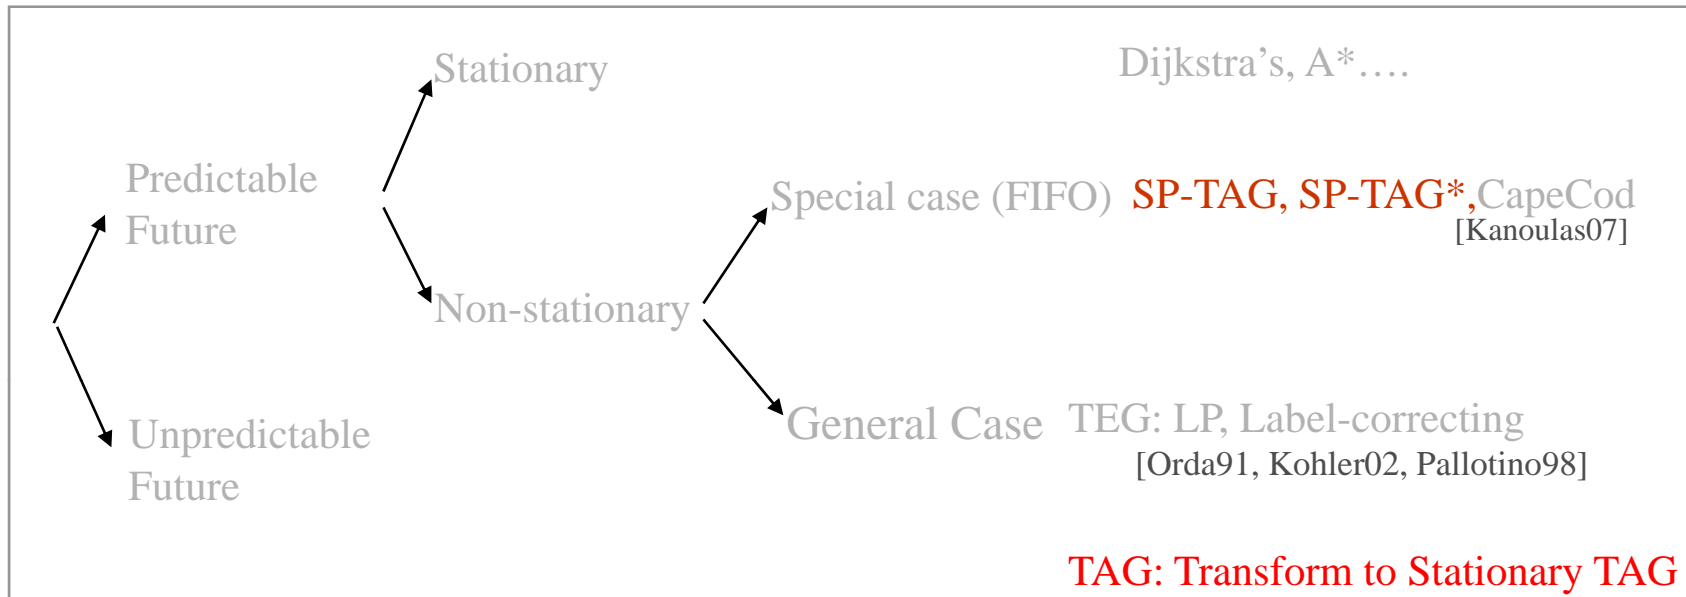 Stationary
Dijkstra's, A*….
Predictable
Future
Special case (FIFO) SP-TAG, SP-TAG*,CapeCod
[Kanoulas07]
Non-stationary
General Case TEG: LP, Label-correcting
[Orda91, Kohler02, Pallotino98]
Unpredictable
Future
TAG: Transform to Stationary TAG